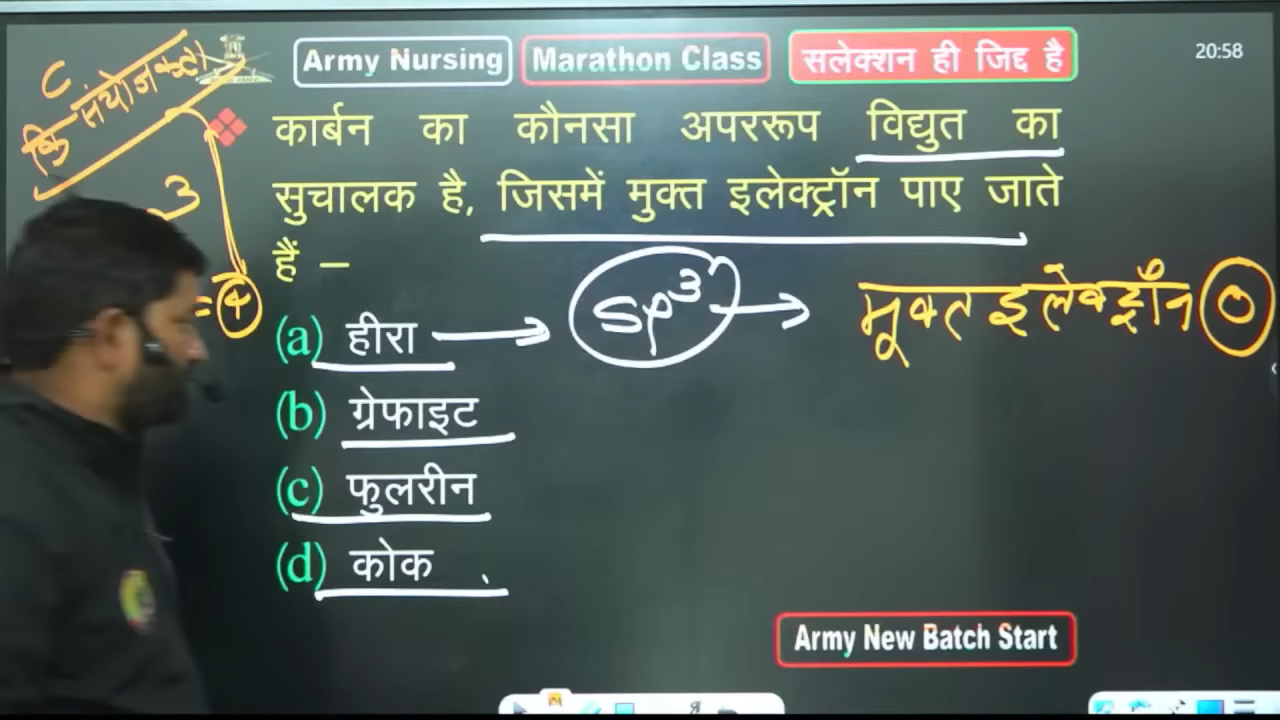 Army Nursing Marathon Class सलेक्शन ही जिद्द है 20:58
C
संयोजकता
कार्बन का कौनसा अपररूप विद्युत का
सुचालक है, जिसमें मुक्त इलेक्ट्रॉन पाए जाते
हैं –
3
= 4
(a) हीरा → sp³ → मुक्त इलेक्ट्रॉन 0
(b) ग्रेफाइट
(c) फुलरीन
(d) कोक
Army New Batch Start